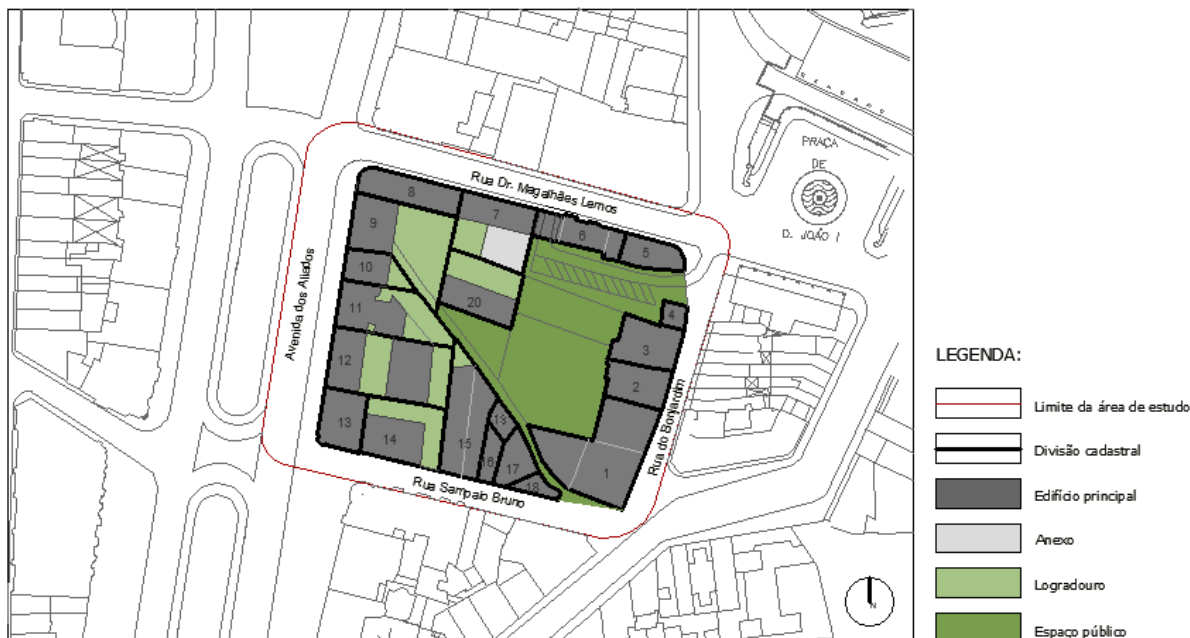 PRAÇA
DE
D. JOÃO I
Rua Dr. Magalhães Lemos
8
7
6
5
9
10
20
4
11
3
12
2
13
14
15
19
1
16
17
18
Avenida dos Aliados
Rua do Bonjardim
Rua Sampaio Bruno
N
LEGENDA:
Limite da área de estudo
Divisão cadastral
Edifício principal
Anexo
Logradouro
Espaço público